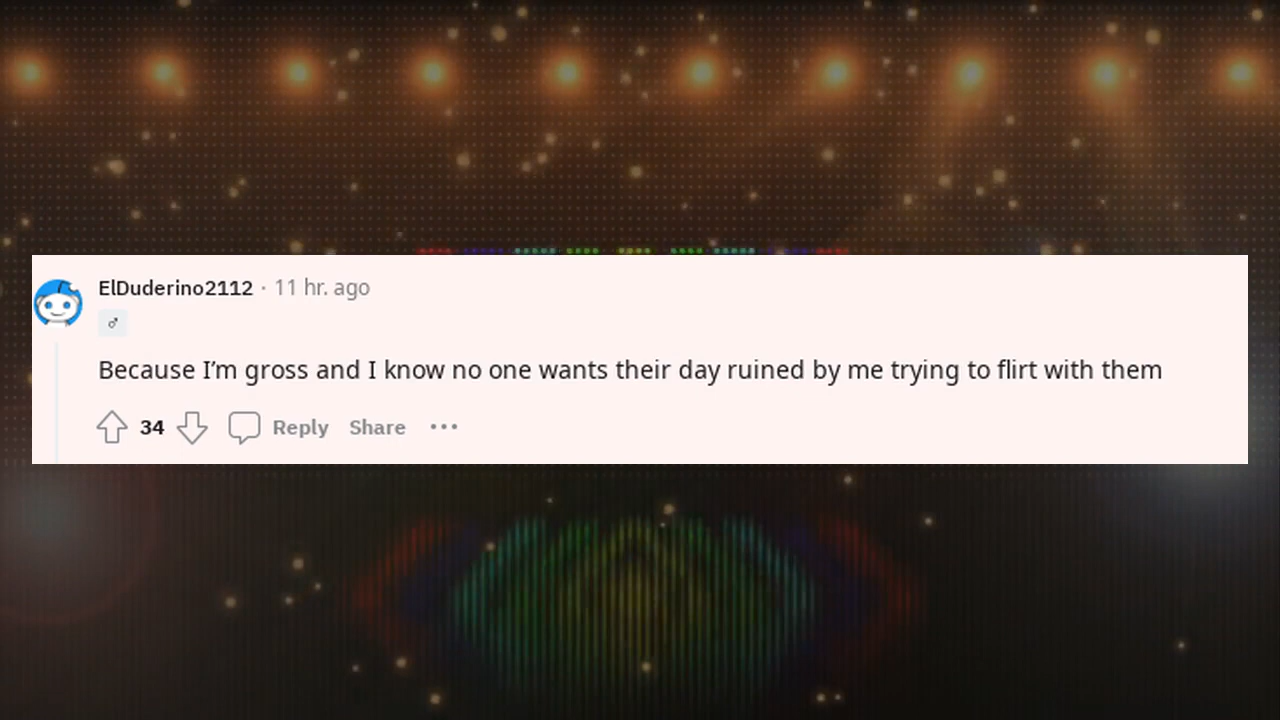 ElDuderino2112 · 11 hr. ago
♂
Because I’m gross and I know no one wants their day ruined by me trying to flirt with them
34 Reply Share •••